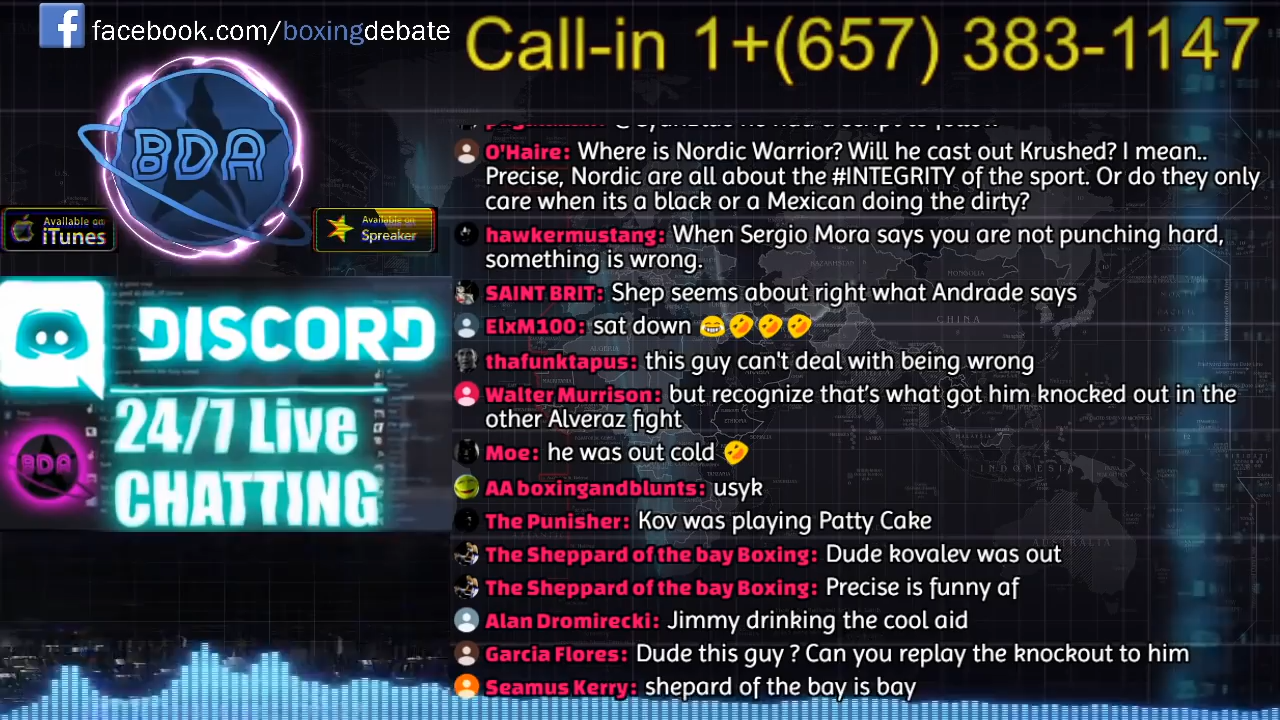 facebook.com/boxingdebate
Call-in 1+(657) 383-1147
BDA
Available on
iTunes
Available on
Spreaker
DISCORD
24/7 Live
CHATTING
BDA
O'Haire: Where is Nordic Warrior? Will he cast out Krushed? I mean..
Precise, Nordic are all about the #INTEGRITY of the sport. Or do they only
care when its a black or a Mexican doing the dirty?
hawkermustang: When Sergio Mora says you are not punching hard,
something is wrong.
SAINT BRIT: Shep seems about right what Andrade says
ElxM100: sat down 😂🤣🤣🤣
thafunktapus: this guy can't deal with being wrong
Walter Murrison: but recognize that's what got him knocked out in the
other Alveraz fight
Moe: he was out cold 🤣
AA boxingandblunts: usyk
The Punisher: Kov was playing Patty Cake
The Sheppard of the bay Boxing: Dude kovalev was out
The Sheppard of the bay Boxing: Precise is funny af
Alan Dromirecki: Jimmy drinking the cool aid
Garcia Flores: Dude this guy ? Can you replay the knockout to him
Seamus Kerry: shepard of the bay is bay
MONGOLIA
CHINA
INDONESIA
AUSTRALIA